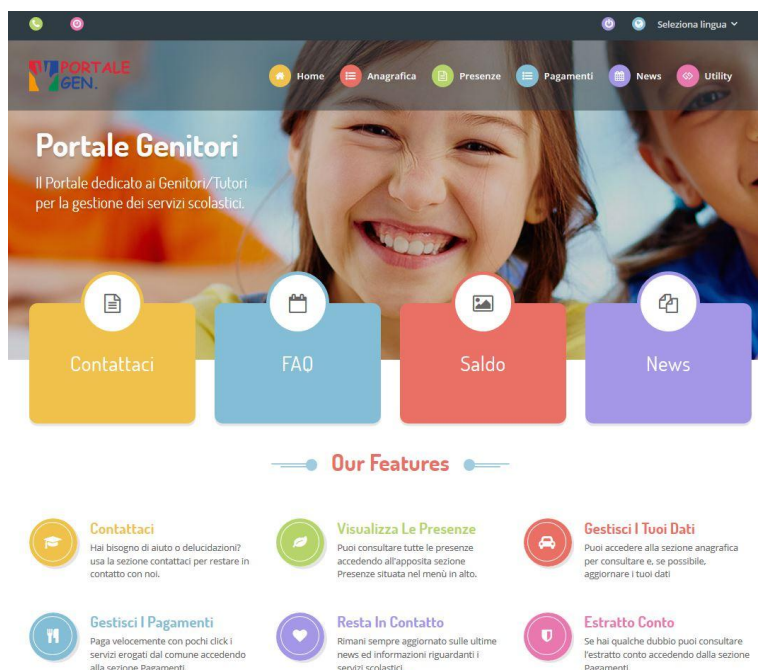 Seleziona lingua
PORTALE
GEN.
Home
Anagrafica
Presenze
Pagamenti
News
Utility
Portale Genitori
Il Portale dedicato ai Genitori/Tutori
per la gestione dei servizi scolastici.
Contattaci
FAQ
Saldo
News
Our Features
Contattaci
Hai bisogno di aiuto o delucidazioni?
usa la sezione contattaci per restare in
contatto con noi.
Visualizza Le Presenze
Puoi consultare tutte le presenze
accedendo all'apposita sezione
Presenze situata nel menù in alto.
Gestisci I Tuoi Dati
Puoi accedere alla sezione anagrafica
per consultare e, se possibile,
aggiornare i tuoi dati
Gestisci I Pagamenti
Paga velocemente con pochi click i
servizi erogati dal comune accedendo
alla sezione Pagamenti
Resta In Contatto
Rimani sempre aggiornato sulle ultime
news ed informazioni riguardanti i
servizi scolastici
Estratto Conto
Se hai qualche dubbio puoi consultare
l'estratto conto accedendo dalla sezione
Pagamenti